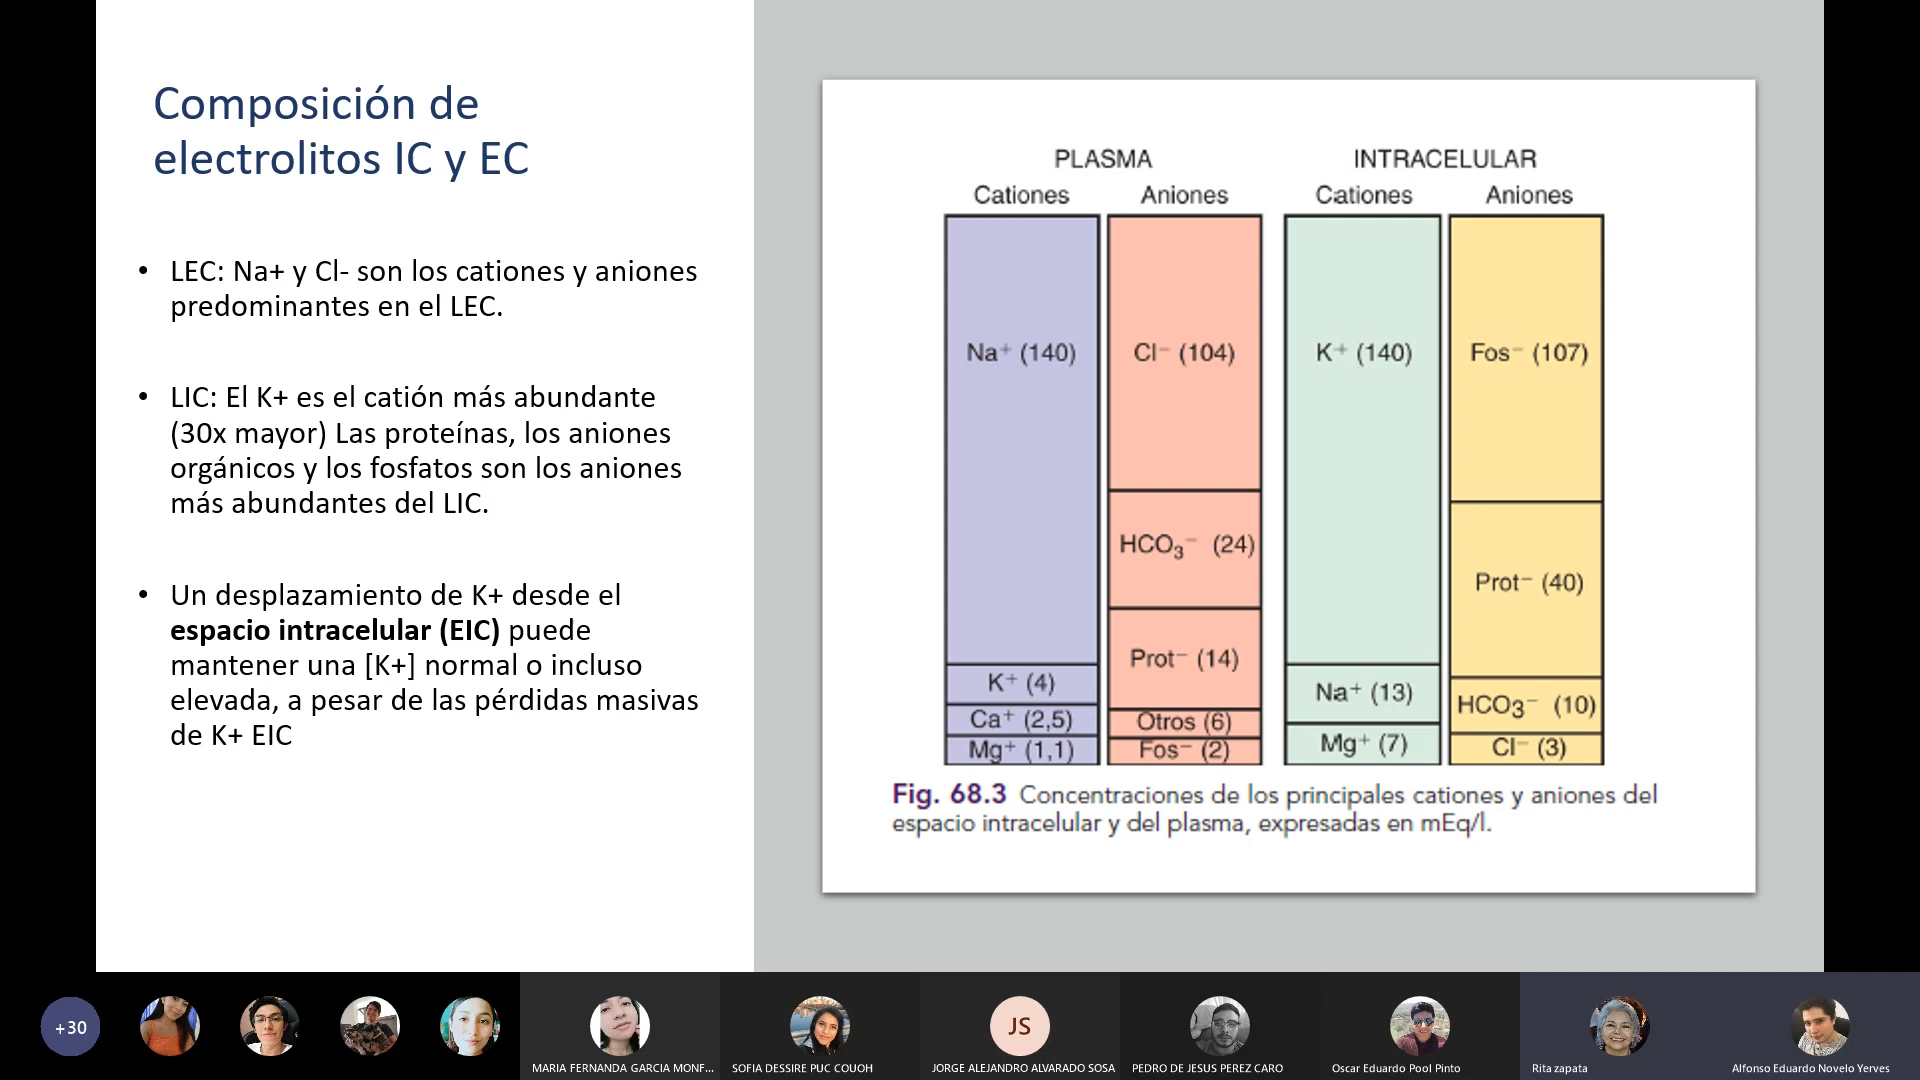 Composición de
electrolitos IC y EC
• LEC: Na+ y Cl- son los cationes y aniones
predominantes en el LEC.
• LIC: El K+ es el catión más abundante
(30x mayor) Las proteínas, los aniones
orgánicos y los fosfatos son los aniones
más abundantes del LIC.
• Un desplazamiento de K+ desde el
espacio intracelular (EIC) puede
mantener una [K+] normal o incluso
elevada, a pesar de las pérdidas masivas
de K+ EIC
PLASMA
Cationes Aniones
Na⁺ (140)
K⁺ (4)
Ca⁺ (2,5)
Mg⁺ (1,1)
Cl⁻ (104)
HCO₃⁻ (24)
Prot⁻ (14)
Otros (6)
Fos⁻ (2)
INTRACELULAR
Cationes Aniones
K⁺ (140)
Na⁺ (13)
Mg⁺ (7)
Fos⁻ (107)
Prot⁻ (40)
HCO₃⁻ (10)
Cl⁻ (3)
Fig. 68.3 Concentraciones de los principales cationes y aniones del
espacio intracelular y del plasma, expresadas en mEq/l.
+30
JS
MARIA FERNANDA GARCIA MONF...
SOFIA DESSIRE PUC COUOH
JORGE ALEJANDRO ALVARADO SOSA
PEDRO DE JESUS PEREZ CARO
Oscar Eduardo Pool Pinto
Rita zapata
Alfonso Eduardo Novelo Yerves